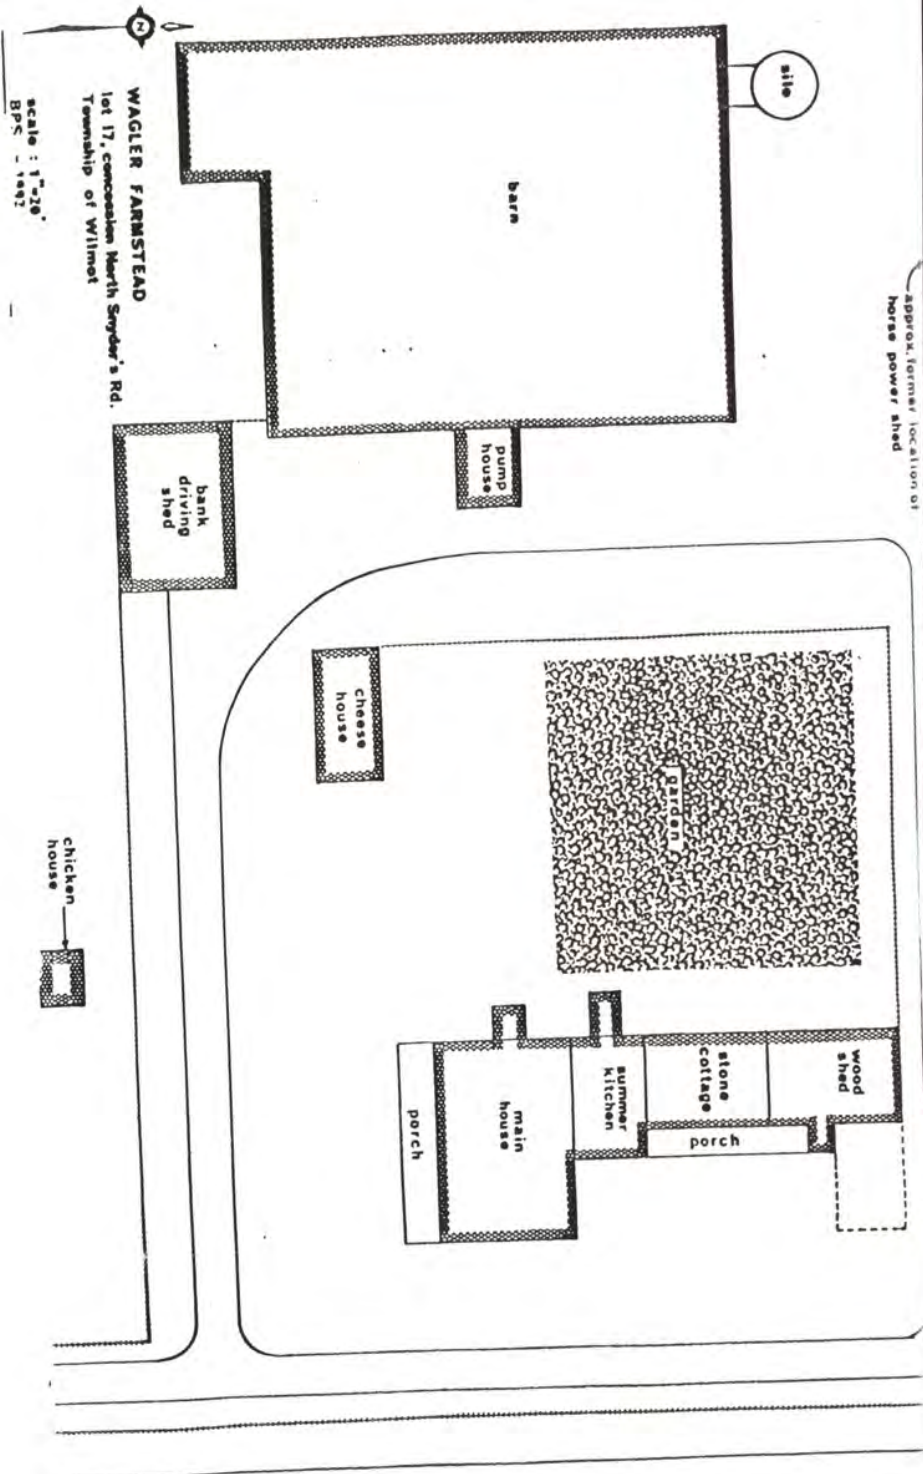 N
WAGLER FARMSTEAD
lot 17, concession North Snyder's Rd.
Township of Wilmot
scale : 1"=20'
BPS - 1992
silo
barn
approx. former location of
horse power shed
pump
house
bank
driving
shed
cheese
house
garden
chicken
house
wood
shed
stone
cottage
summer
kitchen
main
house
porch
porch